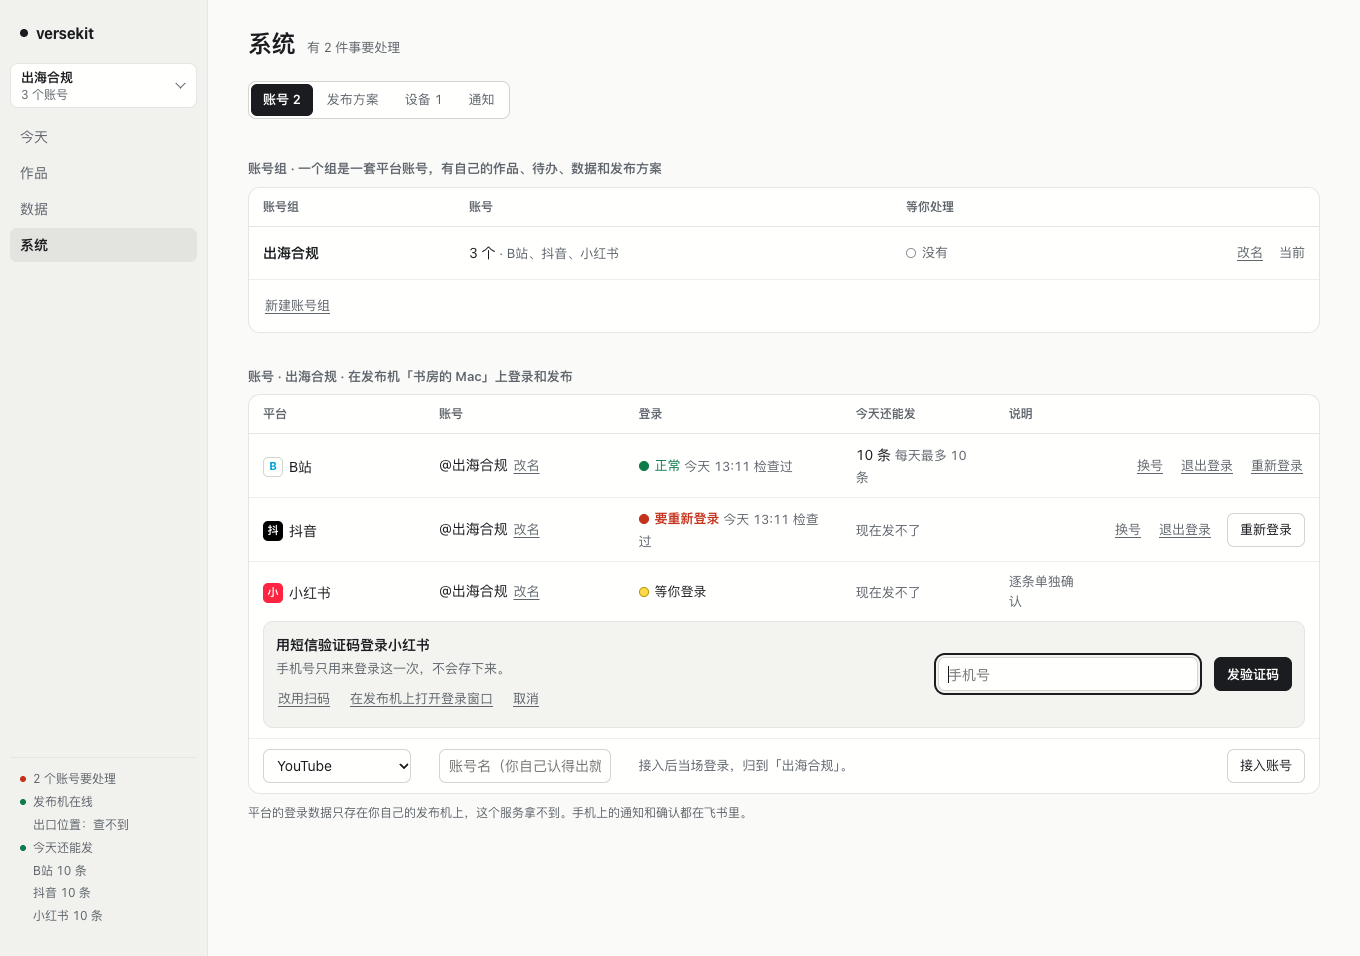 versekit
出海合规
3 个账号
今天
作品
数据
系统
2 个账号要处理
发布机在线
出口位置：查不到
今天还能发
B站 10 条
抖音 10 条
小红书 10 条
系统 有 2 件事要处理
账号 2 发布方案 设备 1 通知
账号组 · 一个组是一套平台账号，有自己的作品、待办、数据和发布方案
账号组 账号 等你处理
出海合规 3 个 · B站、抖音、小红书 没有 改名 当前
新建账号组
账号 · 出海合规 · 在发布机「书房的 Mac」上登录和发布
平台 账号 登录 今天还能发 说明
B B站 @出海合规 改名 正常 今天 13:11 检查过 10 条 每天最多 10
条 换号 退出登录 重新登录
抖 抖音 @出海合规 改名 要重新登录 今天 13:11 检查
过 现在发不了 换号 退出登录 重新登录
小 小红书 @出海合规 改名 等你登录 现在发不了 逐条单独确
认
用短信验证码登录小红书
手机号只用来登录这一次，不会存下来。
改用扫码 在发布机上打开登录窗口 取消
手机号 发验证码
YouTube 账号名（你自己认得出就 接入后当场登录，归到「出海合规」。 接入账号
平台的登录数据只存在你自己的发布机上，这个服务拿不到。手机上的通知和确认都在飞书里。